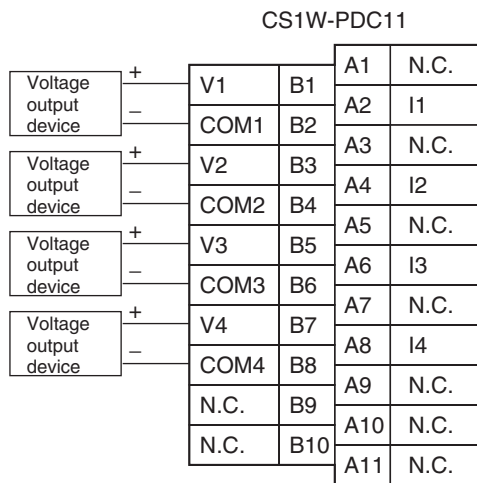 CS1W-PDC11
A1 N.C.
Voltage output device + V1 B1
A2 I1
– COM1 B2
A3 N.C.
Voltage output device + V2 B3
A4 I2
– COM2 B4
A5 N.C.
Voltage output device + V3 B5
A6 I3
– COM3 B6
A7 N.C.
Voltage output device + V4 B7
A8 I4
– COM4 B8
A9 N.C.
N.C. B9
A10 N.C.
N.C. B10
A11 N.C.